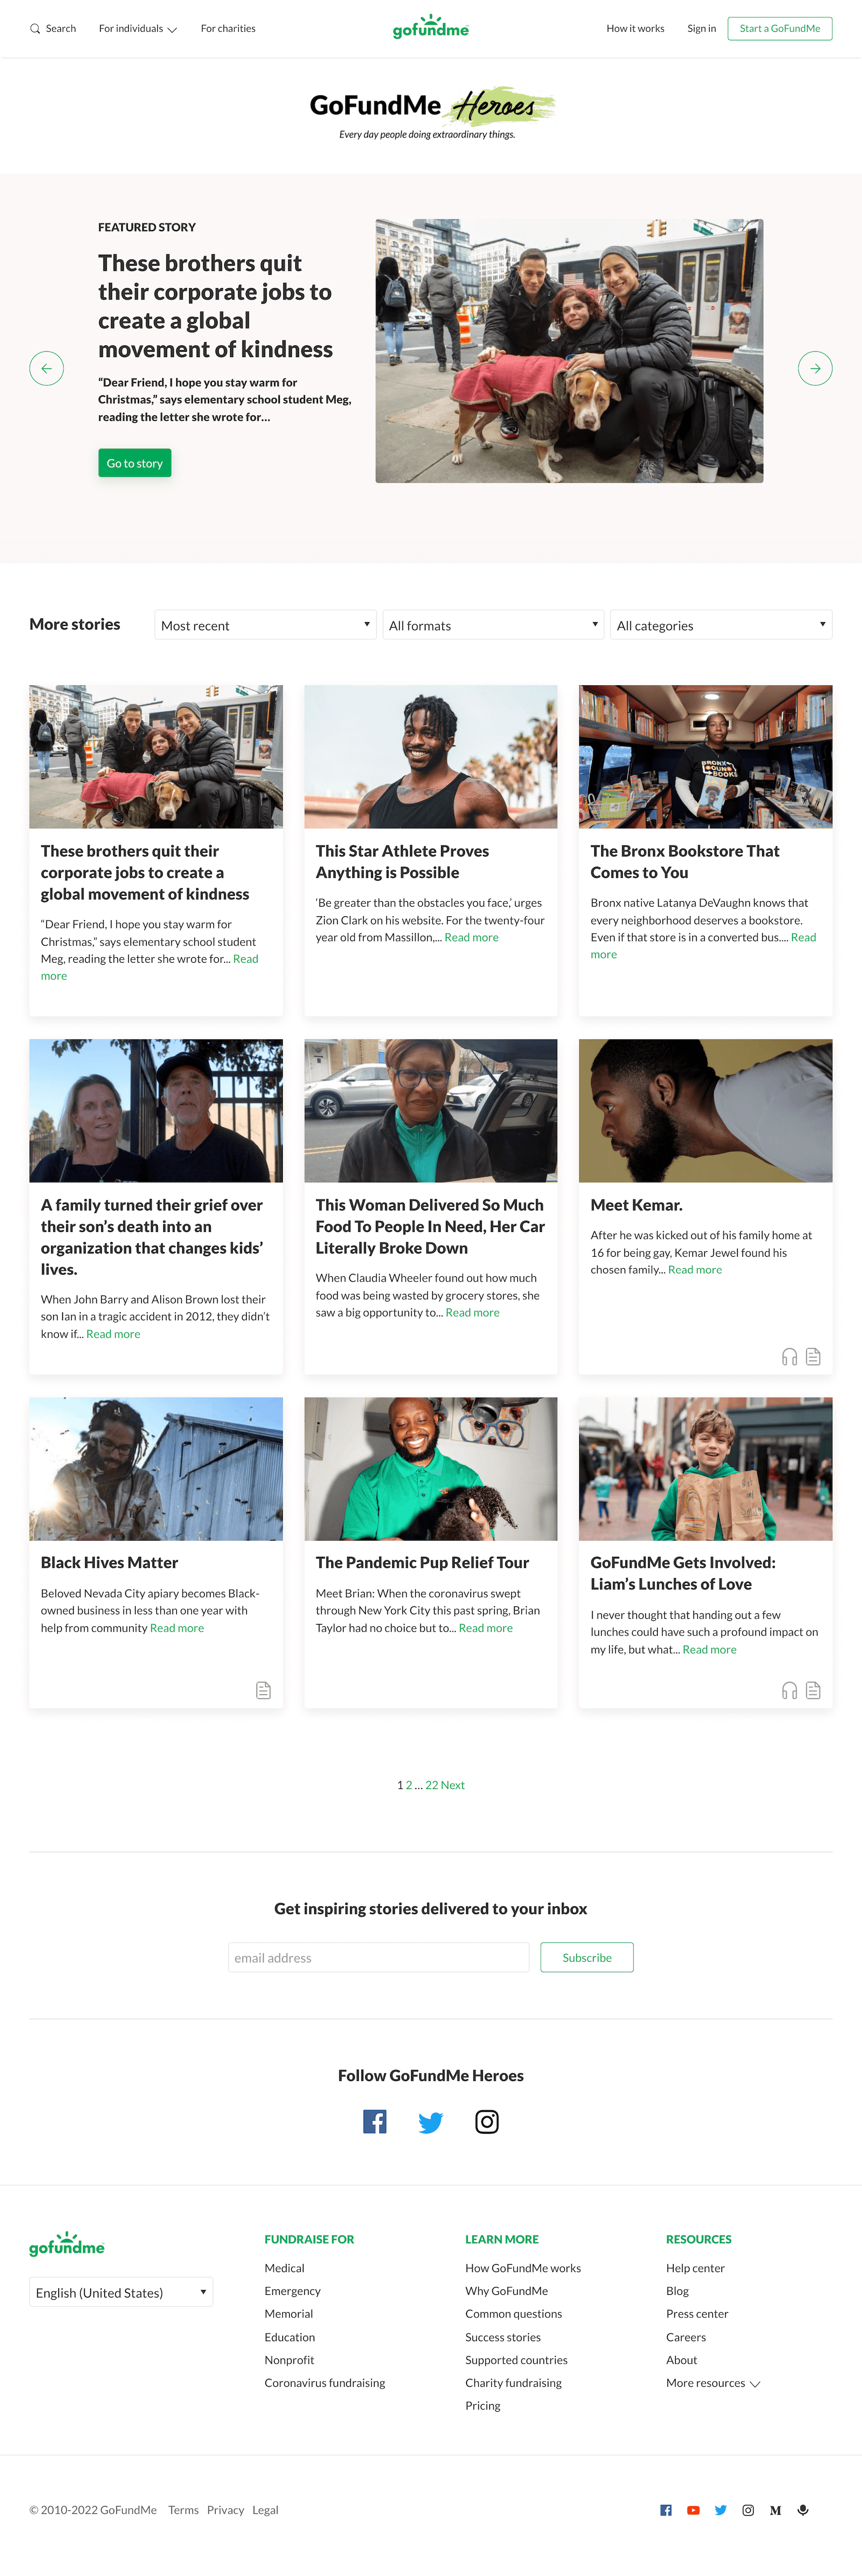 Search
For individuals
For charities
gofundme
How it works
Sign in
Start a GoFundMe
GoFundMe Heroes
Every day people doing extraordinary things.
FEATURED STORY
These brothers quit
their corporate jobs to
create a global
movement of kindness
“Dear Friend, I hope you stay warm for
Christmas,” says elementary school student Meg,
reading the letter she wrote for...
Go to story
More stories
Most recent
All formats
All categories
These brothers quit their
corporate jobs to create a
global movement of kindness
“Dear Friend, I hope you stay warm for
Christmas,” says elementary school student
Meg, reading the letter she wrote for... Read
more
This Star Athlete Proves
Anything is Possible
‘Be greater than the obstacles you face,’ urges
Zion Clark on his website. For the twenty-four
year old from Massillon,... Read more
BRONX
BOUND
BOOKS
The Bronx Bookstore That
Comes to You
Bronx native Latanya DeVaughn knows that
every neighborhood deserves a bookstore.
Even if that store is in a converted bus.... Read
more
A family turned their grief over
their son’s death into an
organization that changes kids’
lives.
When John Barry and Alison Brown lost their
son Ian in a tragic accident in 2012, they didn’t
know if... Read more
This Woman Delivered So Much
Food To People In Need, Her Car
Literally Broke Down
When Claudia Wheeler found out how much
food was being wasted by grocery stores, she
saw a big opportunity to... Read more
Meet Kemar.
After he was kicked out of his family home at
16 for being gay, Kemar Jewel found his
chosen family... Read more
Black Hives Matter
Beloved Nevada City apiary becomes Black-
owned business in less than one year with
help from community Read more
The Pandemic Pup Relief Tour
Meet Brian: When the coronavirus swept
through New York City this past spring, Brian
Taylor had no choice but to... Read more
GoFundMe Gets Involved:
Liam’s Lunches of Love
I never thought that handing out a few
lunches could have such a profound impact on
my life, but what... Read more
1 2 … 22 Next
Get inspiring stories delivered to your inbox
email address
Subscribe
Follow GoFundMe Heroes
gofundme
English (United States)
FUNDRAISE FOR
Medical
Emergency
Memorial
Education
Nonprofit
Coronavirus fundraising
LEARN MORE
How GoFundMe works
Why GoFundMe
Common questions
Success stories
Supported countries
Charity fundraising
Pricing
RESOURCES
Help center
Blog
Press center
Careers
About
More resources
© 2010-2022 GoFundMe
Terms
Privacy
Legal